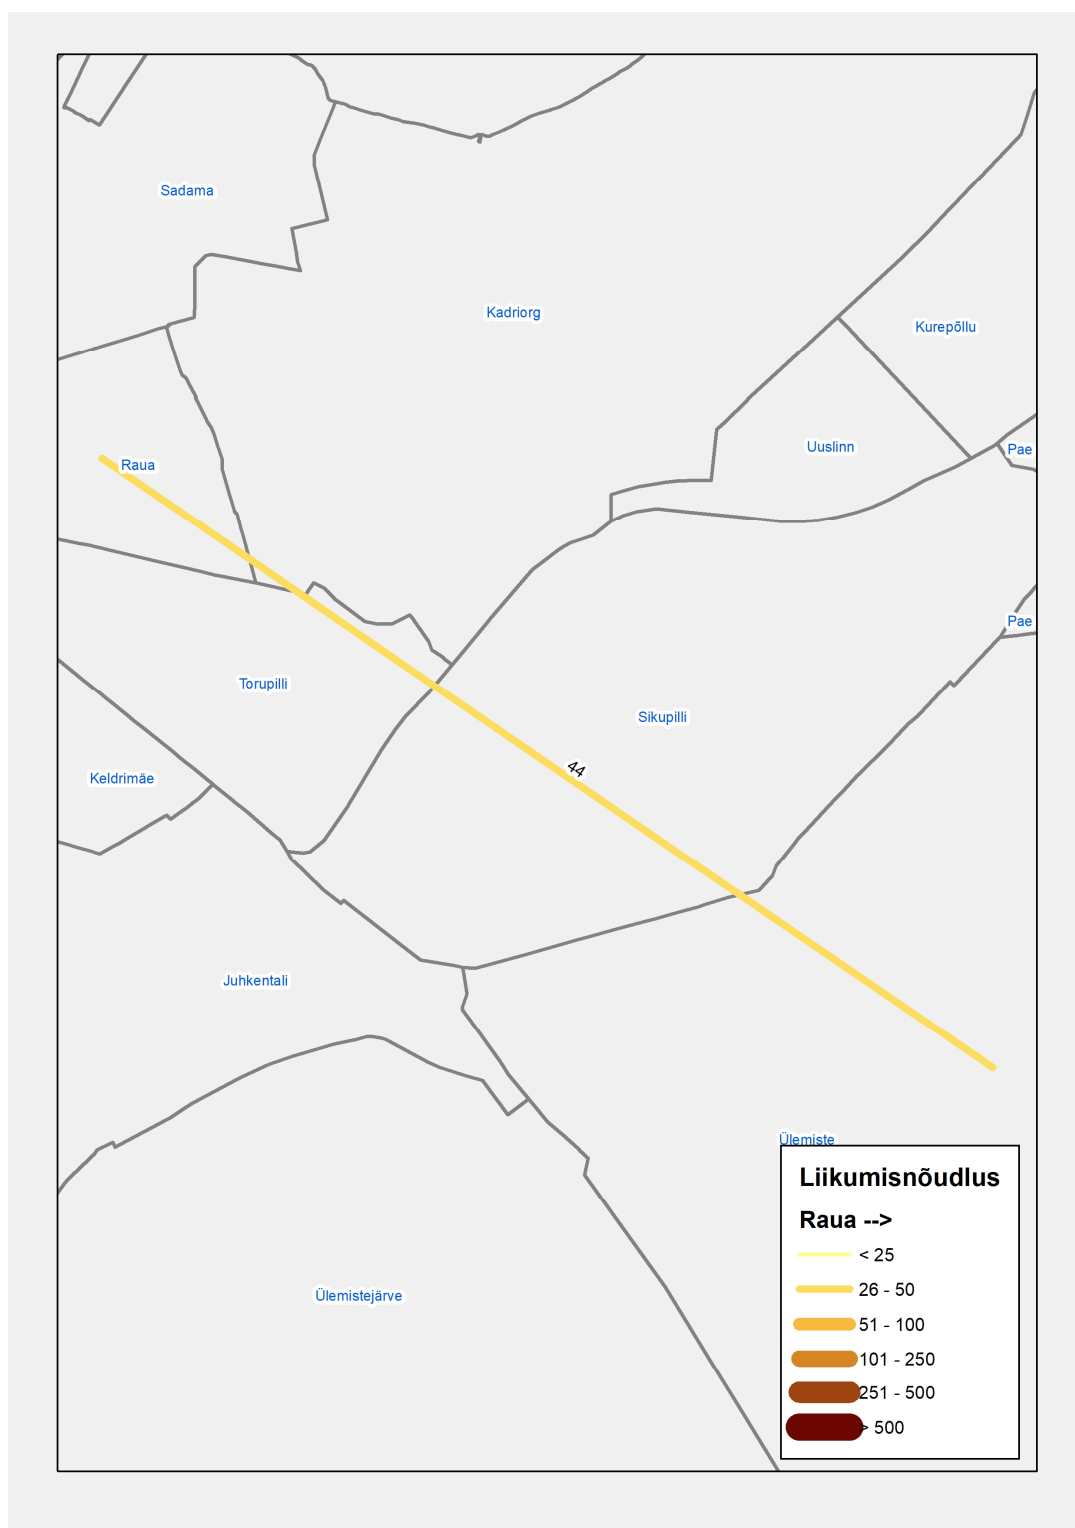 Sadama
Kadriorg
Kurepõllu
Uuslinn
Pae
Raua
Pae
Torupilli
Sikupilli
44
Keldrimäe
Juhkentali
Ülemiste
Liikumisnõudlus
Raua -->
< 25
26 - 50
51 - 100
101 - 250
251 - 500
> 500
Ülemistejärve